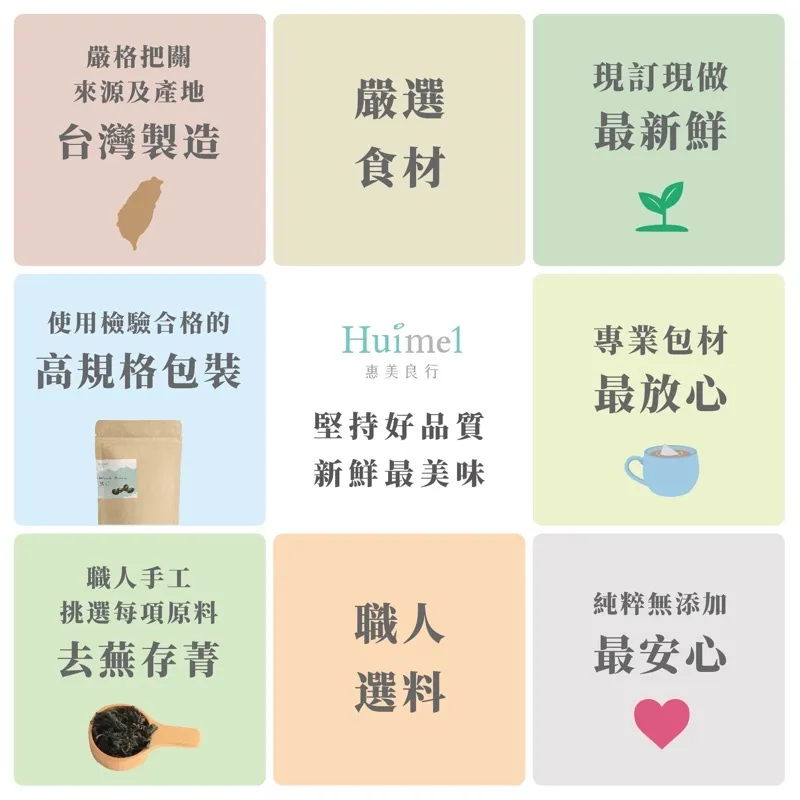 嚴格把關
來源及產地
台灣製造
嚴選
食材
現訂現做
最新鮮
使用檢驗合格的
高規格包裝
Huimei
惠美良行
堅持好品質
新鮮最美味
專業包材
最放心
職人手工
挑選每項原料
去蕪存菁
職人
選料
純粹無添加
最安心